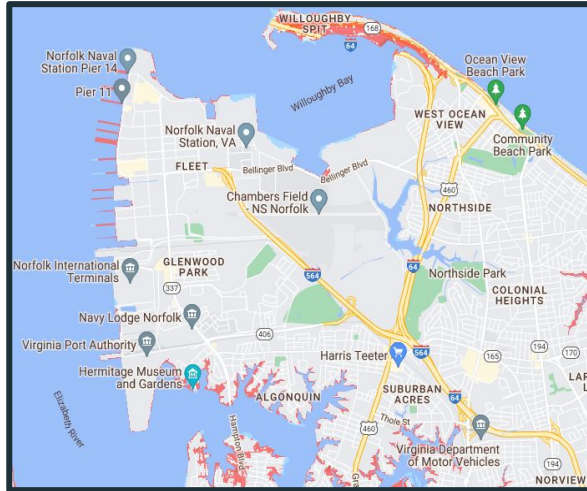 WILLOUGHBY
SPIT
168
64
Norfolk Naval
Station Pier 14
Ocean View
Beach Park
Pier 11
Willoughby Bay
WEST OCEAN
VIEW
Norfolk Naval
Station, VA
Community
Beach Park
FLEET
Bellinger Blvd
Bellinger Blvd
460
Chambers Field
NS Norfolk
NORTHSIDE
GLENWOOD
PARK
64
Norfolk International
Terminals
564
Northside Park
337
COLONIAL
HEIGHTS
Navy Lodge Norfolk
406
194
170
Virginia Port Authority
Harris Teeter
564
165
Hermitage Museum
and Gardens
ALGONQUIN
SUBURBAN
ACRES
64
LAR
Elizabeth River
Hampton Blvd
460
Thole St
194
Gra
Virginia Department
of Motor Vehicles
NORVIEW